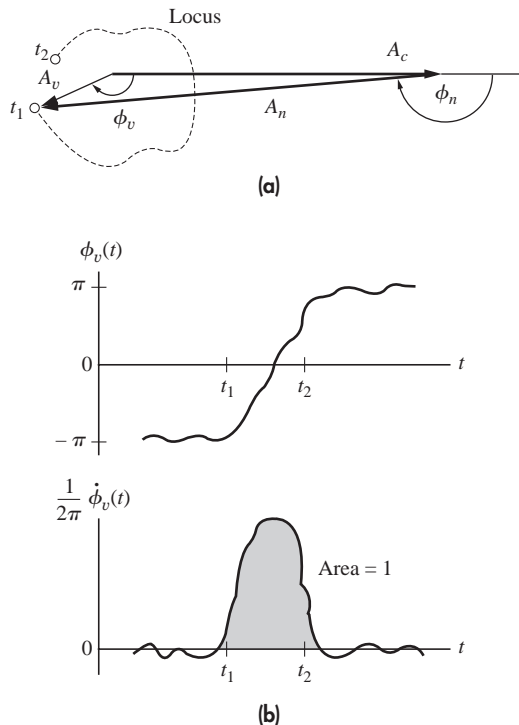 Locus
t₂
A_v
A_c
t₁
ϕ_v
A_n
ϕ_n
(a)
ϕ_v(t)
π
0
t₁ t₂ t
− π
1/2π ϕ̇_v(t)
Area = 1
0
t₁ t₂ t
(b)